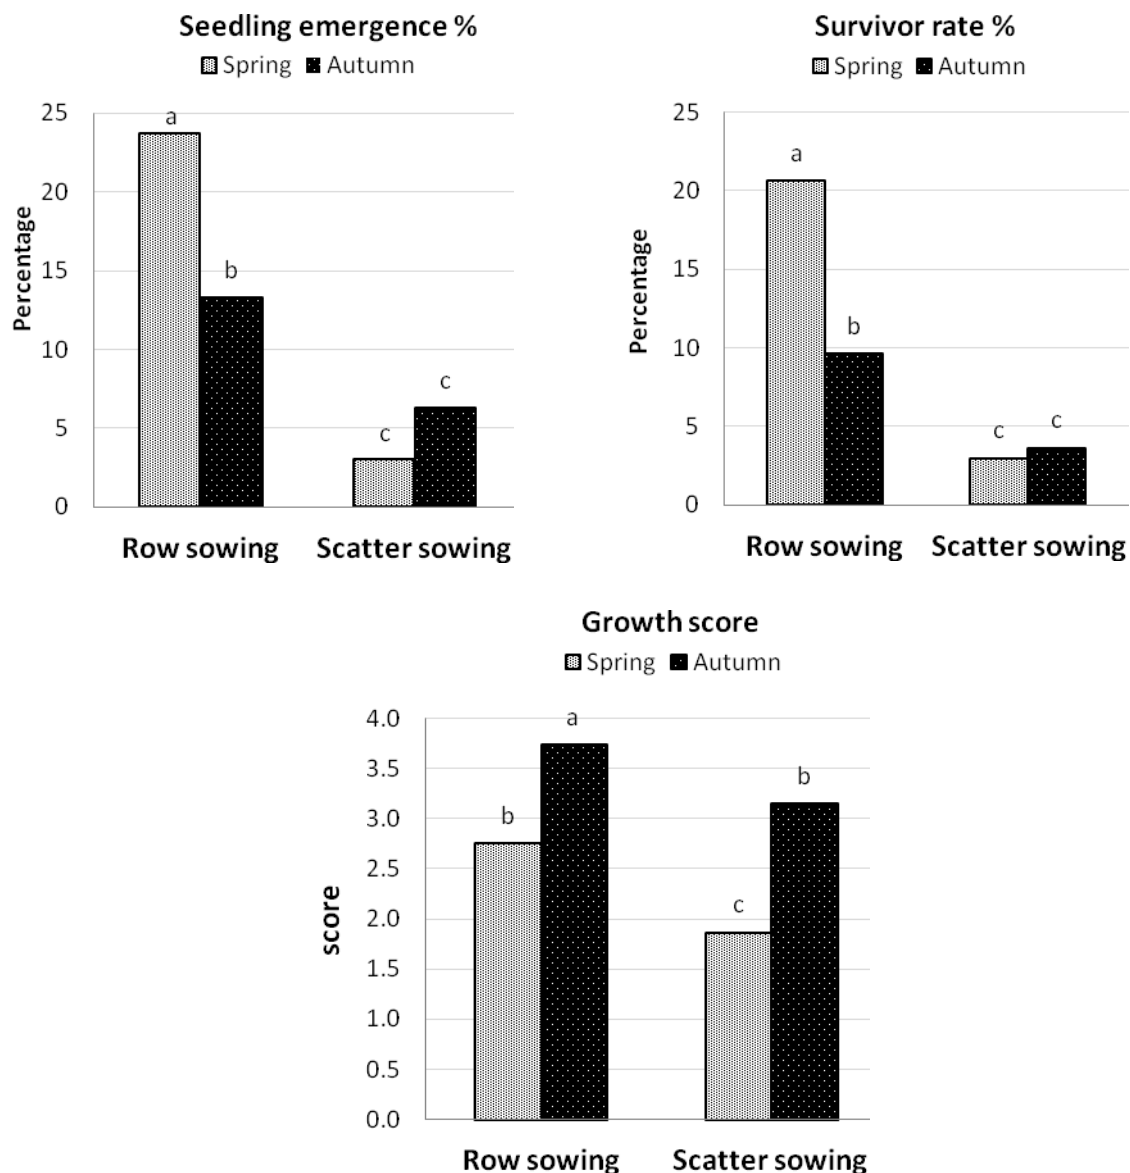 Seedling emergence %
Spring Autumn
Percentage
25
20
15
10
5
0
a
b
c
c
Row sowing Scatter sowing
Survivor rate %
Spring Autumn
Percentage
25
20
15
10
5
0
a
b
c
c
Row sowing Scatter sowing
Growth score
Spring Autumn
score
4.0
3.5
3.0
2.5
2.0
1.5
1.0
0.5
0.0
b
a
c
b
Row sowing Scatter sowing